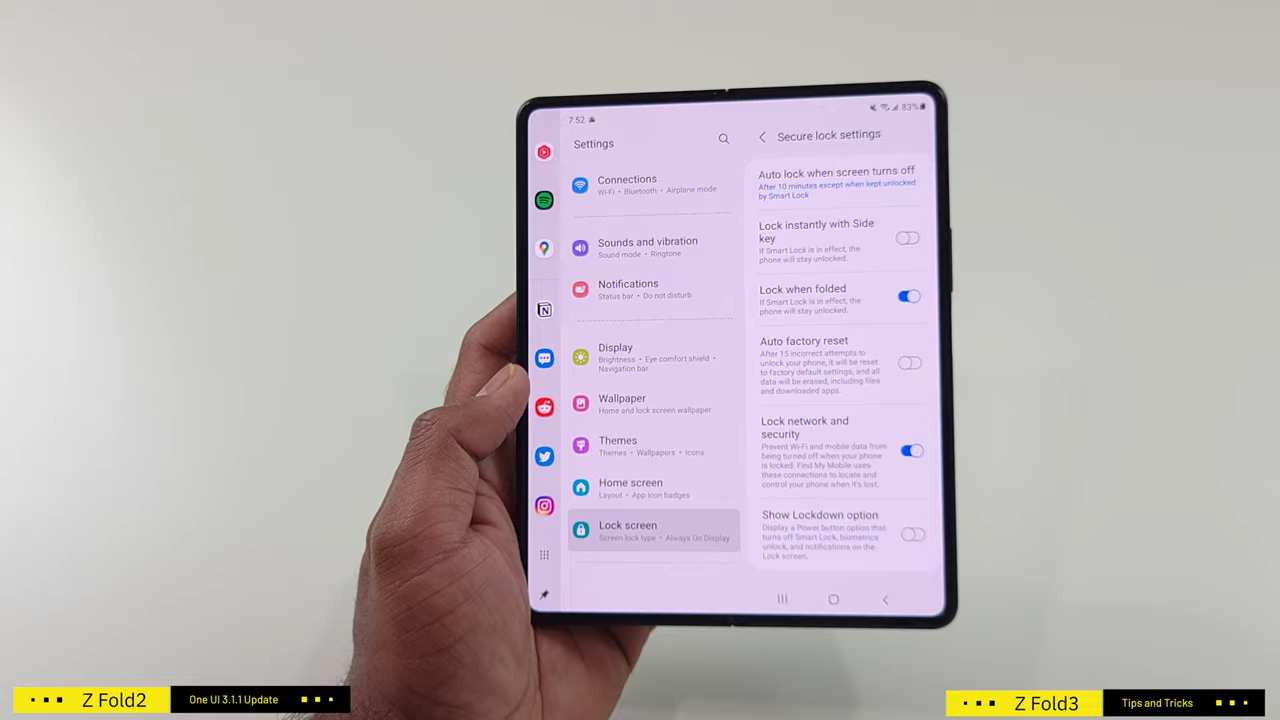 7:52
83%
Settings
Connections
Wi-Fi • Bluetooth • Airplane mode
Sounds and vibration
Sound mode • Ringtone
Notifications
Status bar • Do not disturb
Display
Brightness • Eye comfort shield •
Navigation bar
Wallpaper
Home and lock screen wallpaper
Themes
Themes • Wallpapers • Icons
Home screen
Layout • App icon badges
Lock screen
Screen lock type • Always On Display
Secure lock settings
Auto lock when screen turns off
After 10 minutes except when kept unlocked
by Smart Lock
Lock instantly with Side
key
If Smart Lock is in effect, the
phone will stay unlocked.
Lock when folded
If Smart Lock is in effect, the
phone will stay unlocked.
Auto factory reset
After 15 incorrect attempts to
unlock your phone, it will be reset
to factory default settings, and all
data will be erased, including files
and downloaded apps.
Lock network and
security
Prevent Wi-Fi and mobile data from
being turned off when your phone
is locked. Find My Mobile uses
these connections to locate and
control your phone when it's lost.
Show Lockdown option
Display a Power button option that
turns off Smart Lock, biometrics
unlock, and notifications on the
Lock screen.
Z Fold2
One UI 3.1.1 Update
Z Fold3
Tips and Tricks